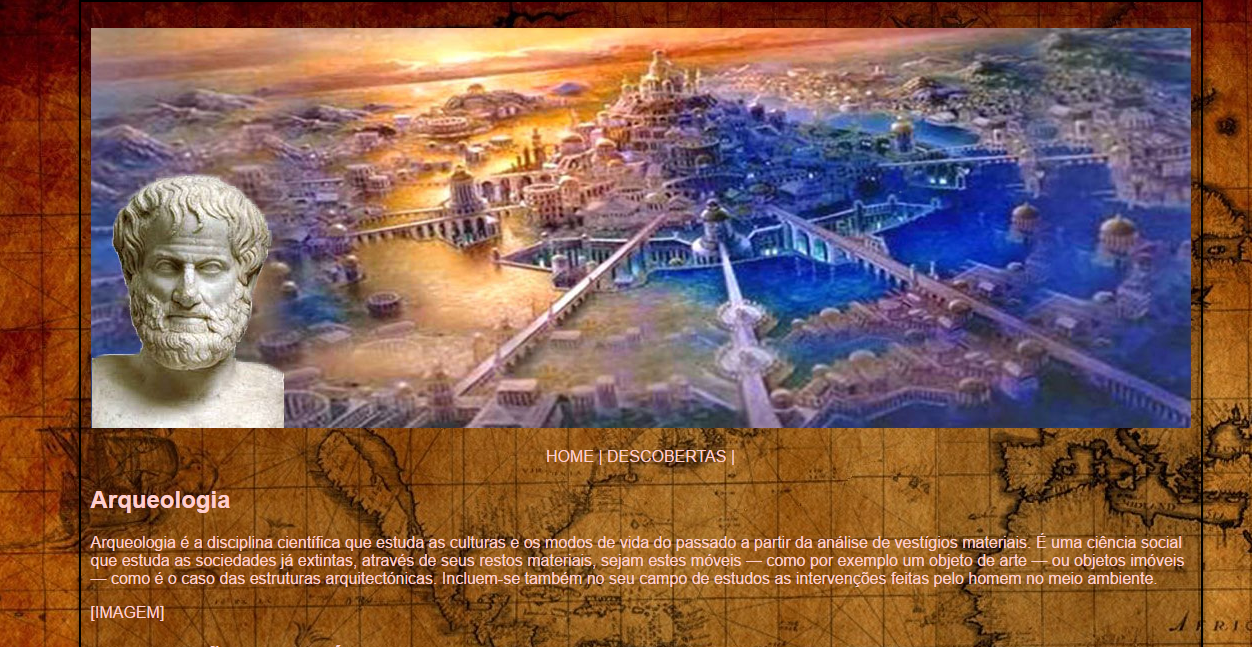 HOME | DESCOBERTAS |
Arqueologia
Arqueologia é a disciplina científica que estuda as culturas e os modos de vida do passado a partir da análise de vestígios materiais. É uma ciência social
que estuda as sociedades já extintas, através de seus restos materiais, sejam estes móveis — como por exemplo um objeto de arte — ou objetos imóveis
— como é o caso das estruturas arquitectónicas. Incluem-se também no seu campo de estudos as intervenções feitas pelo homem no meio ambiente.
[IMAGEM]